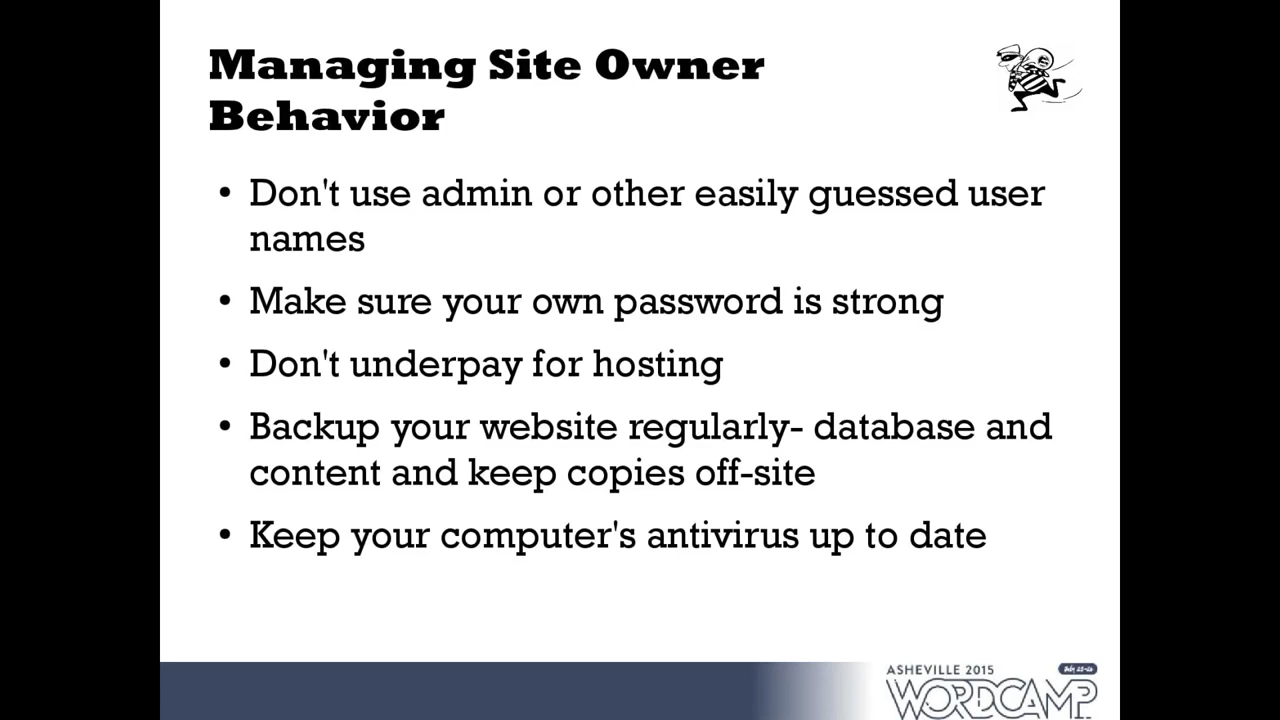 Managing Site Owner
Behavior
• Don't use admin or other easily guessed user
names
• Make sure your own password is strong
• Don't underpay for hosting
• Backup your website regularly- database and
content and keep copies off-site
• Keep your computer's antivirus up to date
ASHEVILLE 2015
WORDCAMP